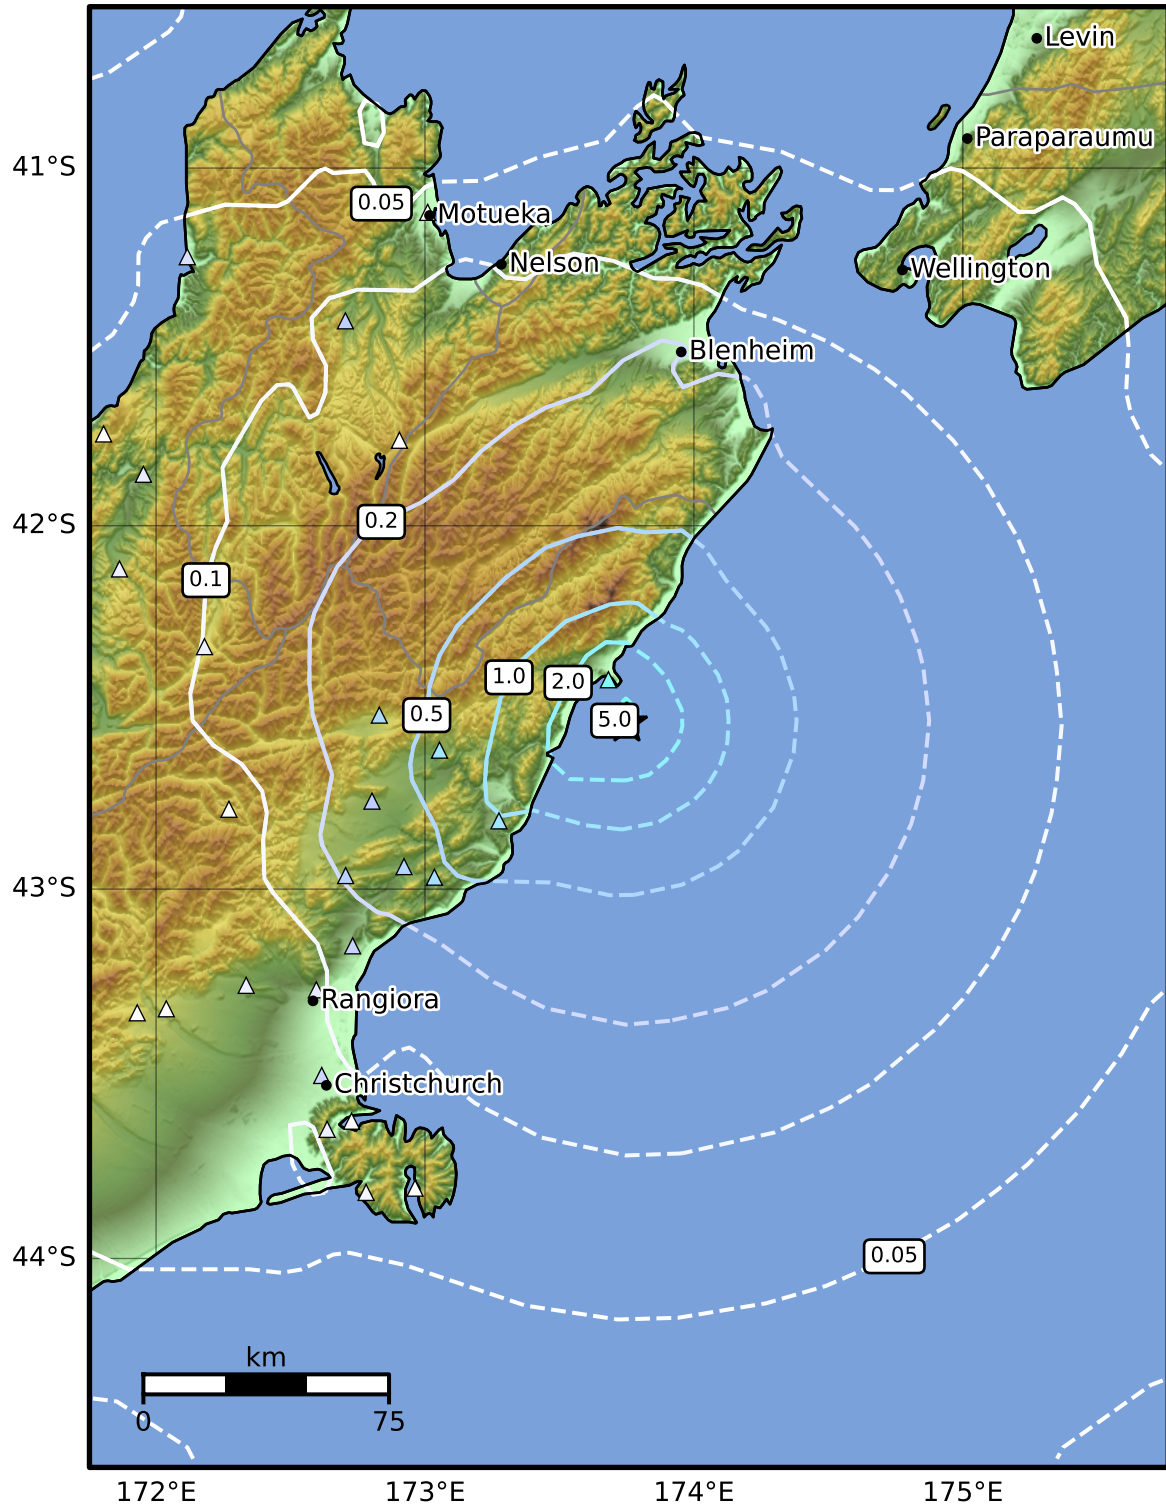 Levin
Paraparaumu
41°S
0.05
Motueka
Nelson
Wellington
Blenheim
42°S
0.2
0.1
1.0
2.0
0.5
5.0
43°S
Rangiora
Christchurch
44°S
0.05
km
0 75
172°E 173°E 174°E 175°E